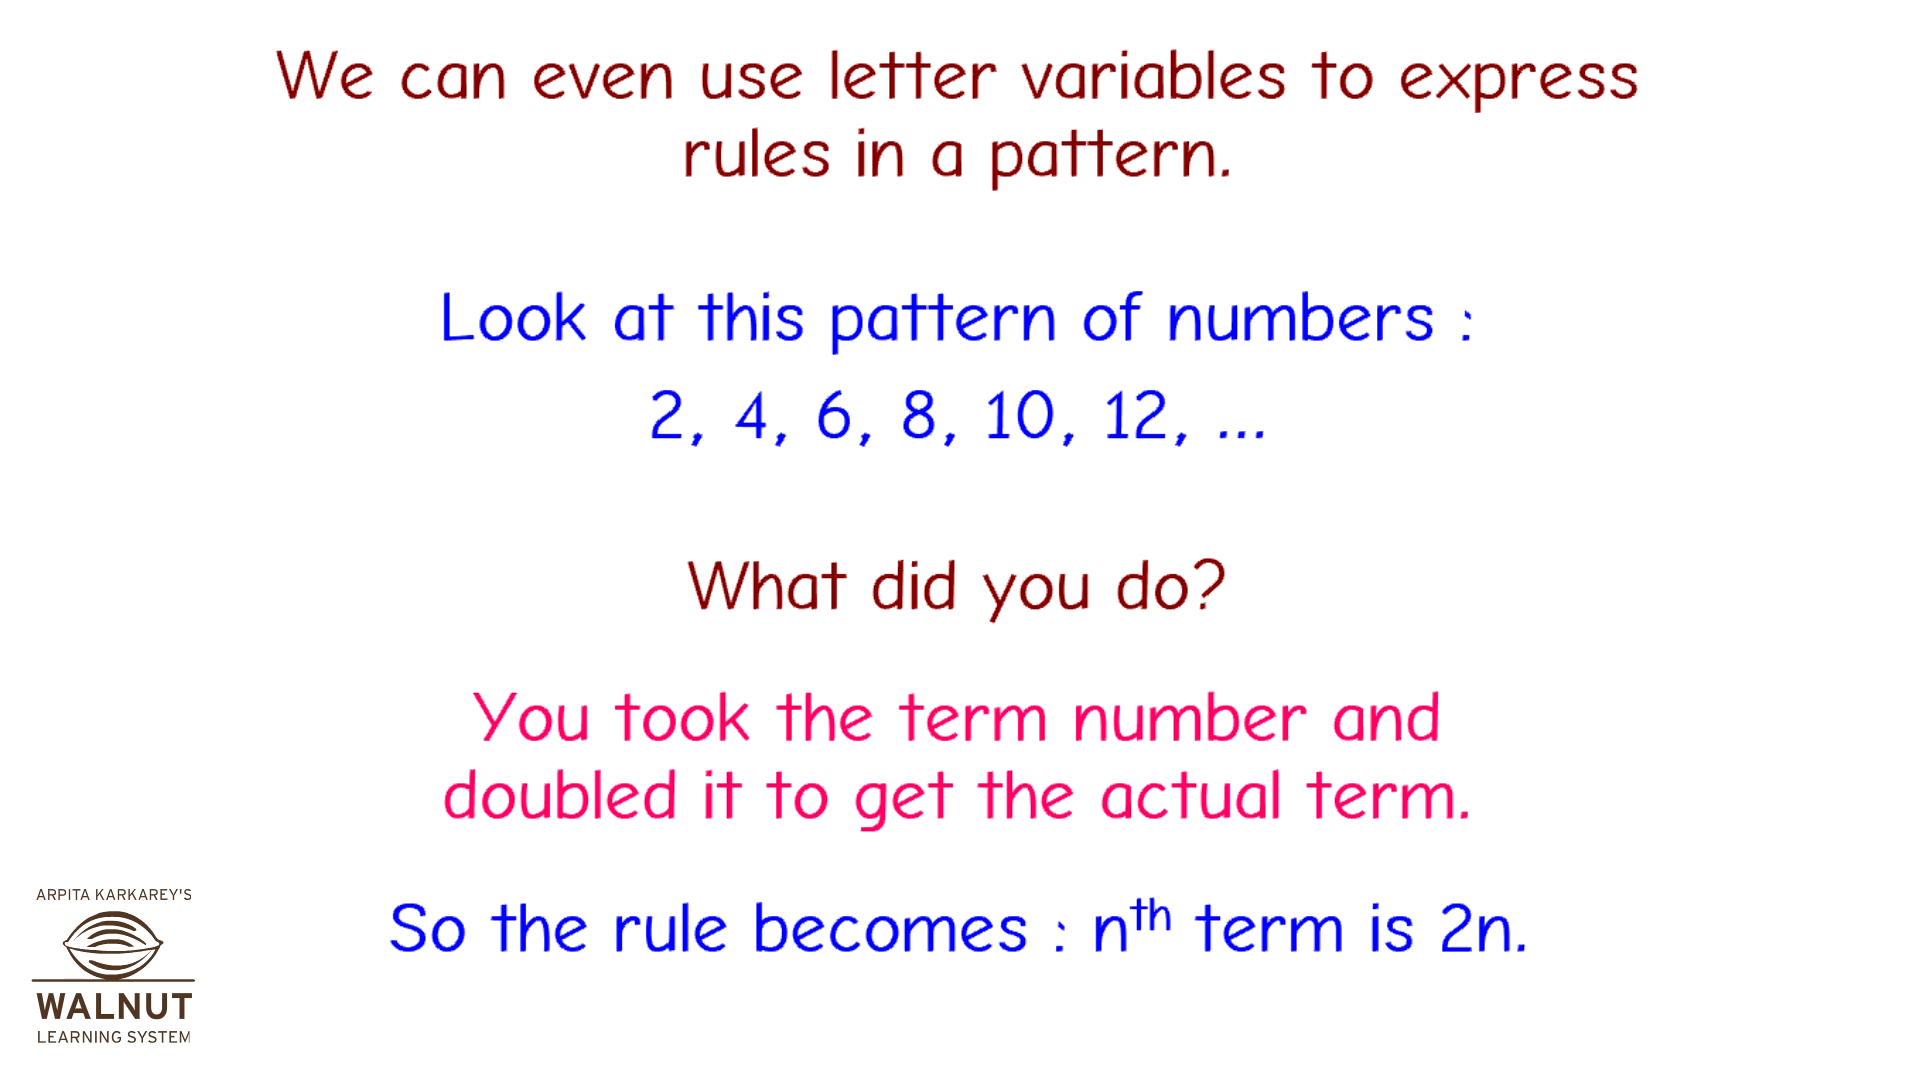 We can even use letter variables to express
rules in a pattern.
Look at this pattern of numbers :
2, 4, 6, 8, 10, 12, ...
What did you do?
You took the term number and
doubled it to get the actual term.
So the rule becomes : nᵗʰ term is 2n.
ARPITA KARKAREY'S
WALNUT
LEARNING SYSTEM